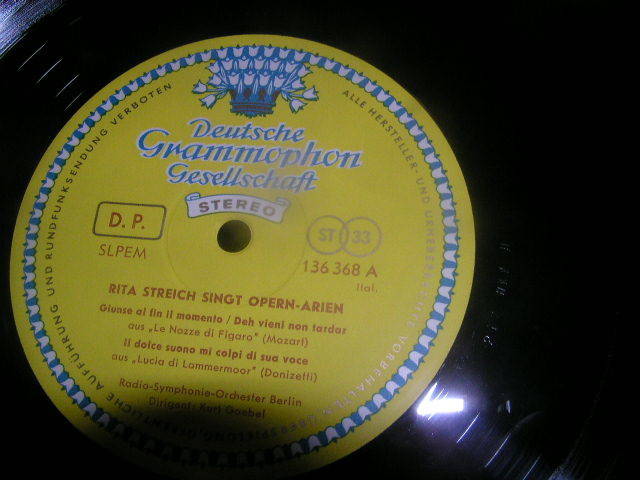 Deutsche
Grammophon
Gesellschaft
STEREO
D. P.
SLPEM
ST 33
136 368 A
Ital.
RITA STREICH SINGT OPERN-ARIEN
Giunse al fin il momento / Deh vieni non tardar
aus „Le Nozze di Figaro" (Mozart)
Il dolce suono mi colpi di sua voce
aus „Lucia di Lammermoor" (Donizetti)
Radio-Symphonie-Orchester Berlin
Dirigent: Kurt Gaebel
ALLE HERSTELLER- UND URHEBERRECHTE VORBEHALTEN
ÖFFENTLICHE AUFFÜHRUNG UND RUNDFUNKSENDUNG VERBOTEN